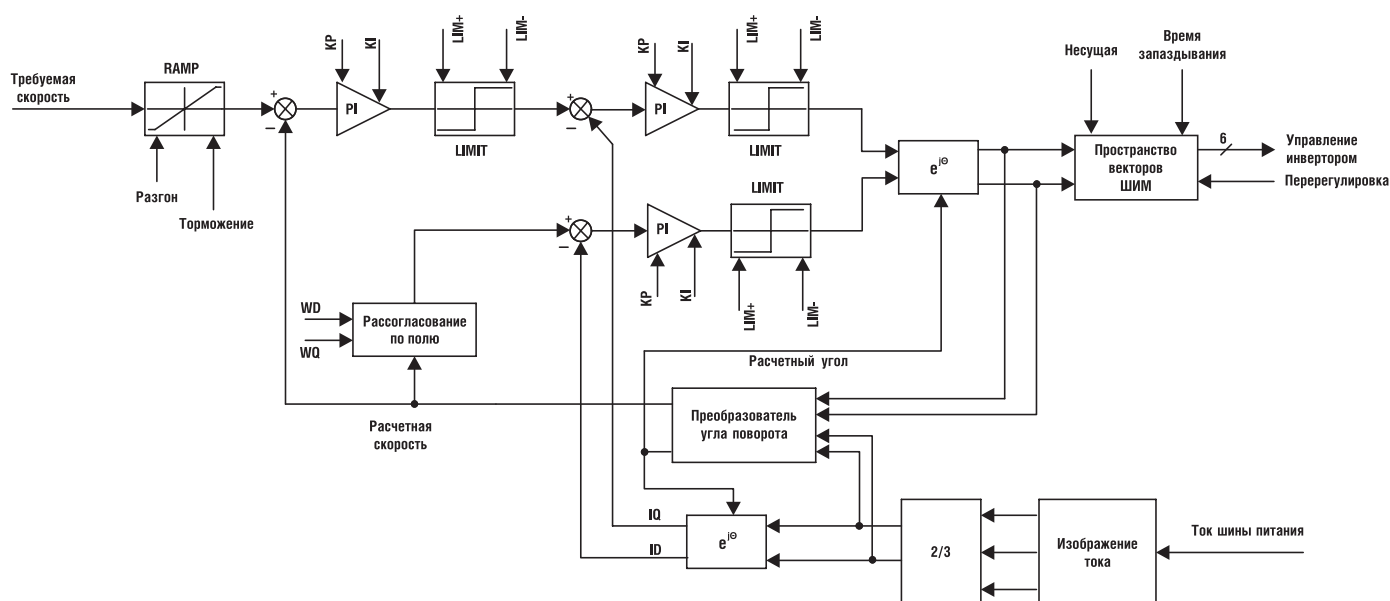 Требуемая
скорость
RAMP
Разгон
Торможение
KP
KI
PI
LIM+
LIM-
LIMIT
KP
KI
PI
LIM+
LIM-
LIMIT
Несущая
Время
запаздывания
e^jΘ
Пространство
векторов
ШИМ
6
Управление
инвертором
Перерегулировка
PI
KP
KI
LIMIT
LIM+
LIM-
WD
WQ
Рассогласование
по полю
Расчетный угол
Расчетная
скорость
Преобразователь
угла поворота
IQ
ID
e^jΘ
2/3
Изображение
тока
Ток шины питания